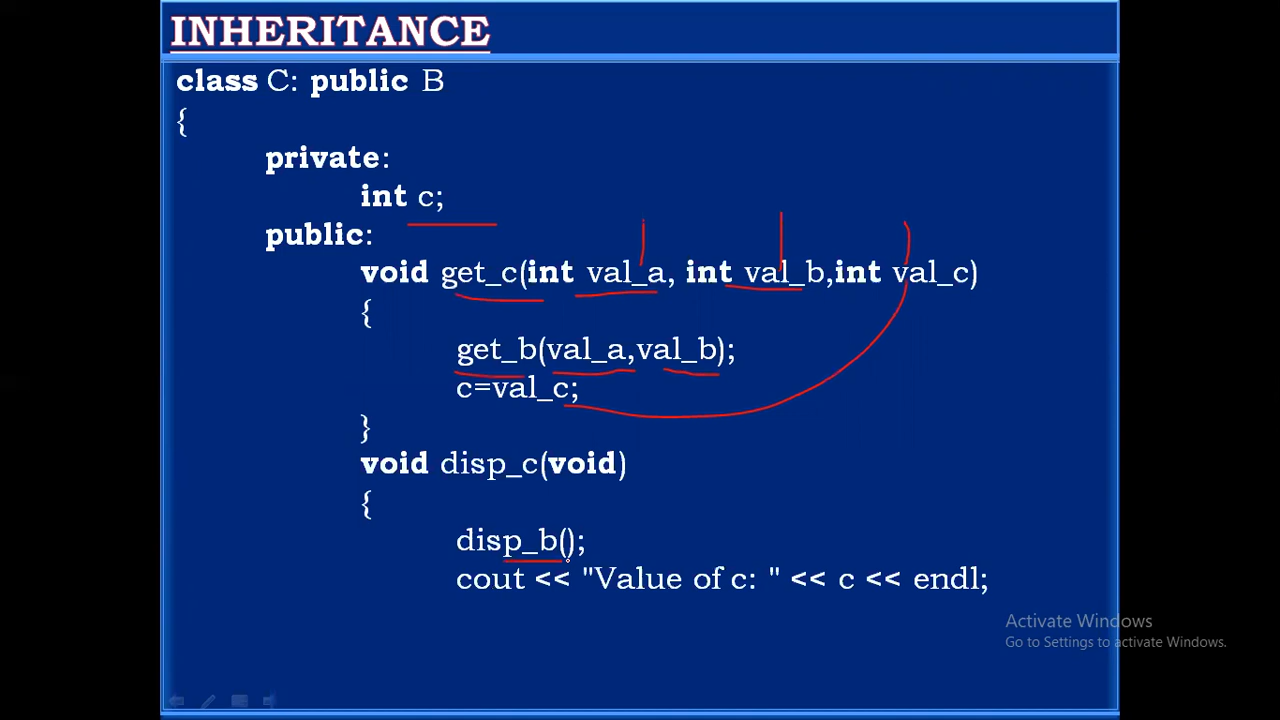 INHERITANCE
class C: public B
{
private:
int c;
public:
void get_c(int val_a, int val_b,int val_c)
{
get_b(val_a,val_b);
c=val_c;
}
void disp_c(void)
{
disp_b();
cout << "Value of c: " << c << endl;
Activate Windows
Go to Settings to activate Windows.